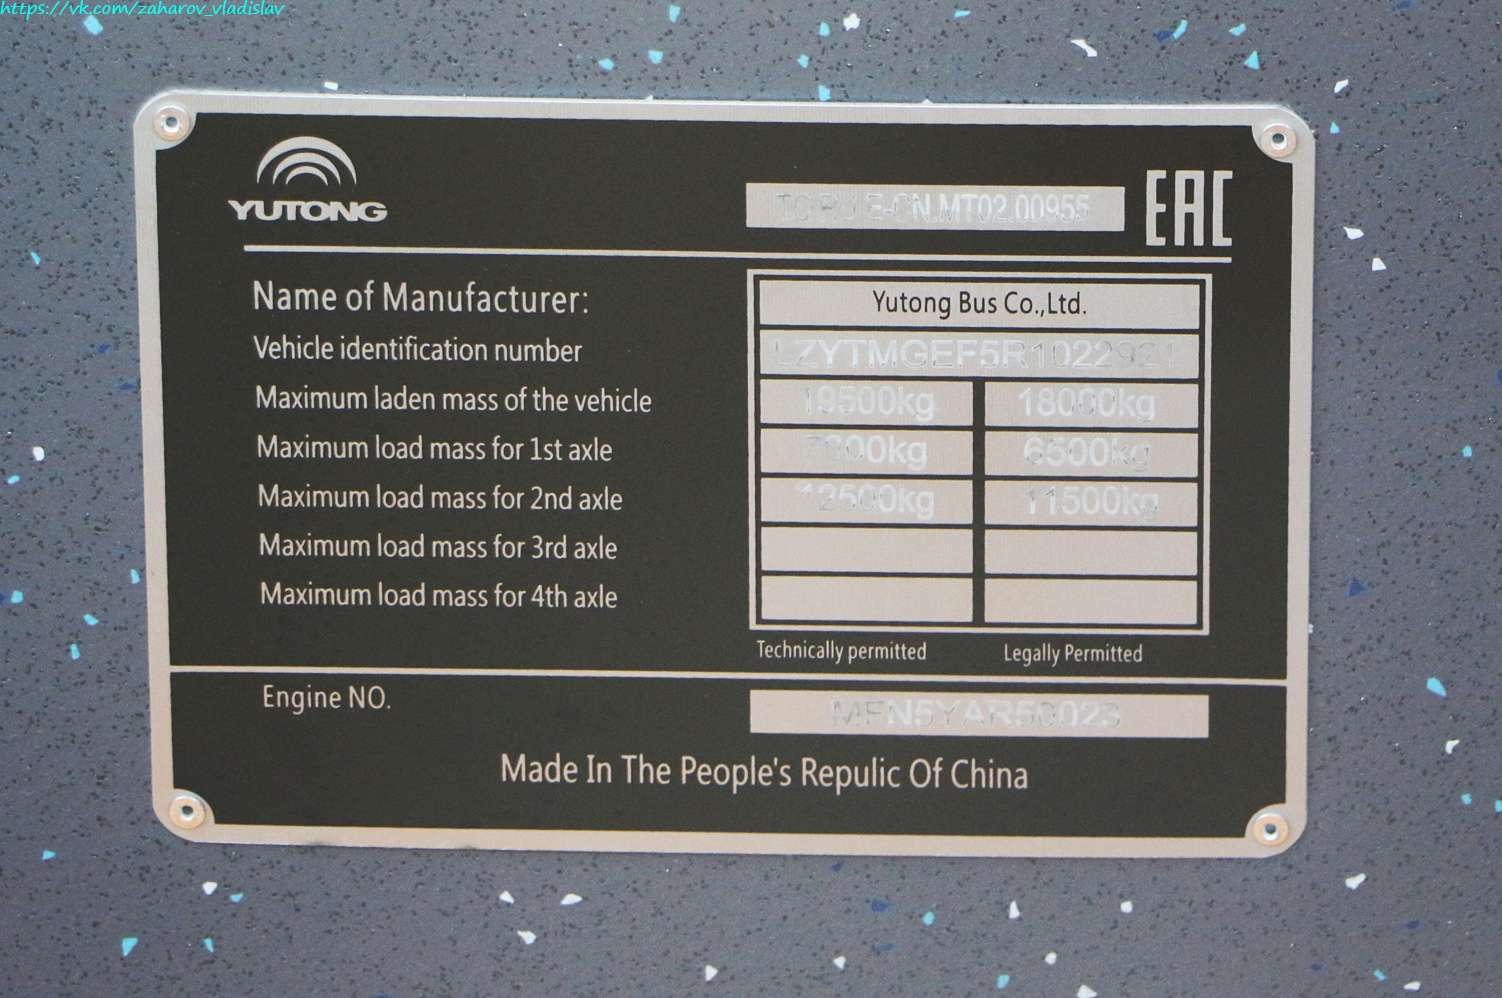 https://vk.com/zaharov_vladislav
YUTONG
TC RU E-CN.MT02.00955 EAC
Name of Manufacturer: Yutong Bus Co.,Ltd.
Vehicle identification number LZYTMGEF5R1022921
Maximum laden mass of the vehicle 19500kg 18000kg
Maximum load mass for 1st axle 7000kg 6500kg
Maximum load mass for 2nd axle 12500kg 11500kg
Maximum load mass for 3rd axle
Maximum load mass for 4th axle
Technically permitted Legally Permitted
Engine NO. MFN5YAR50023
Made In The People's Repulic Of China